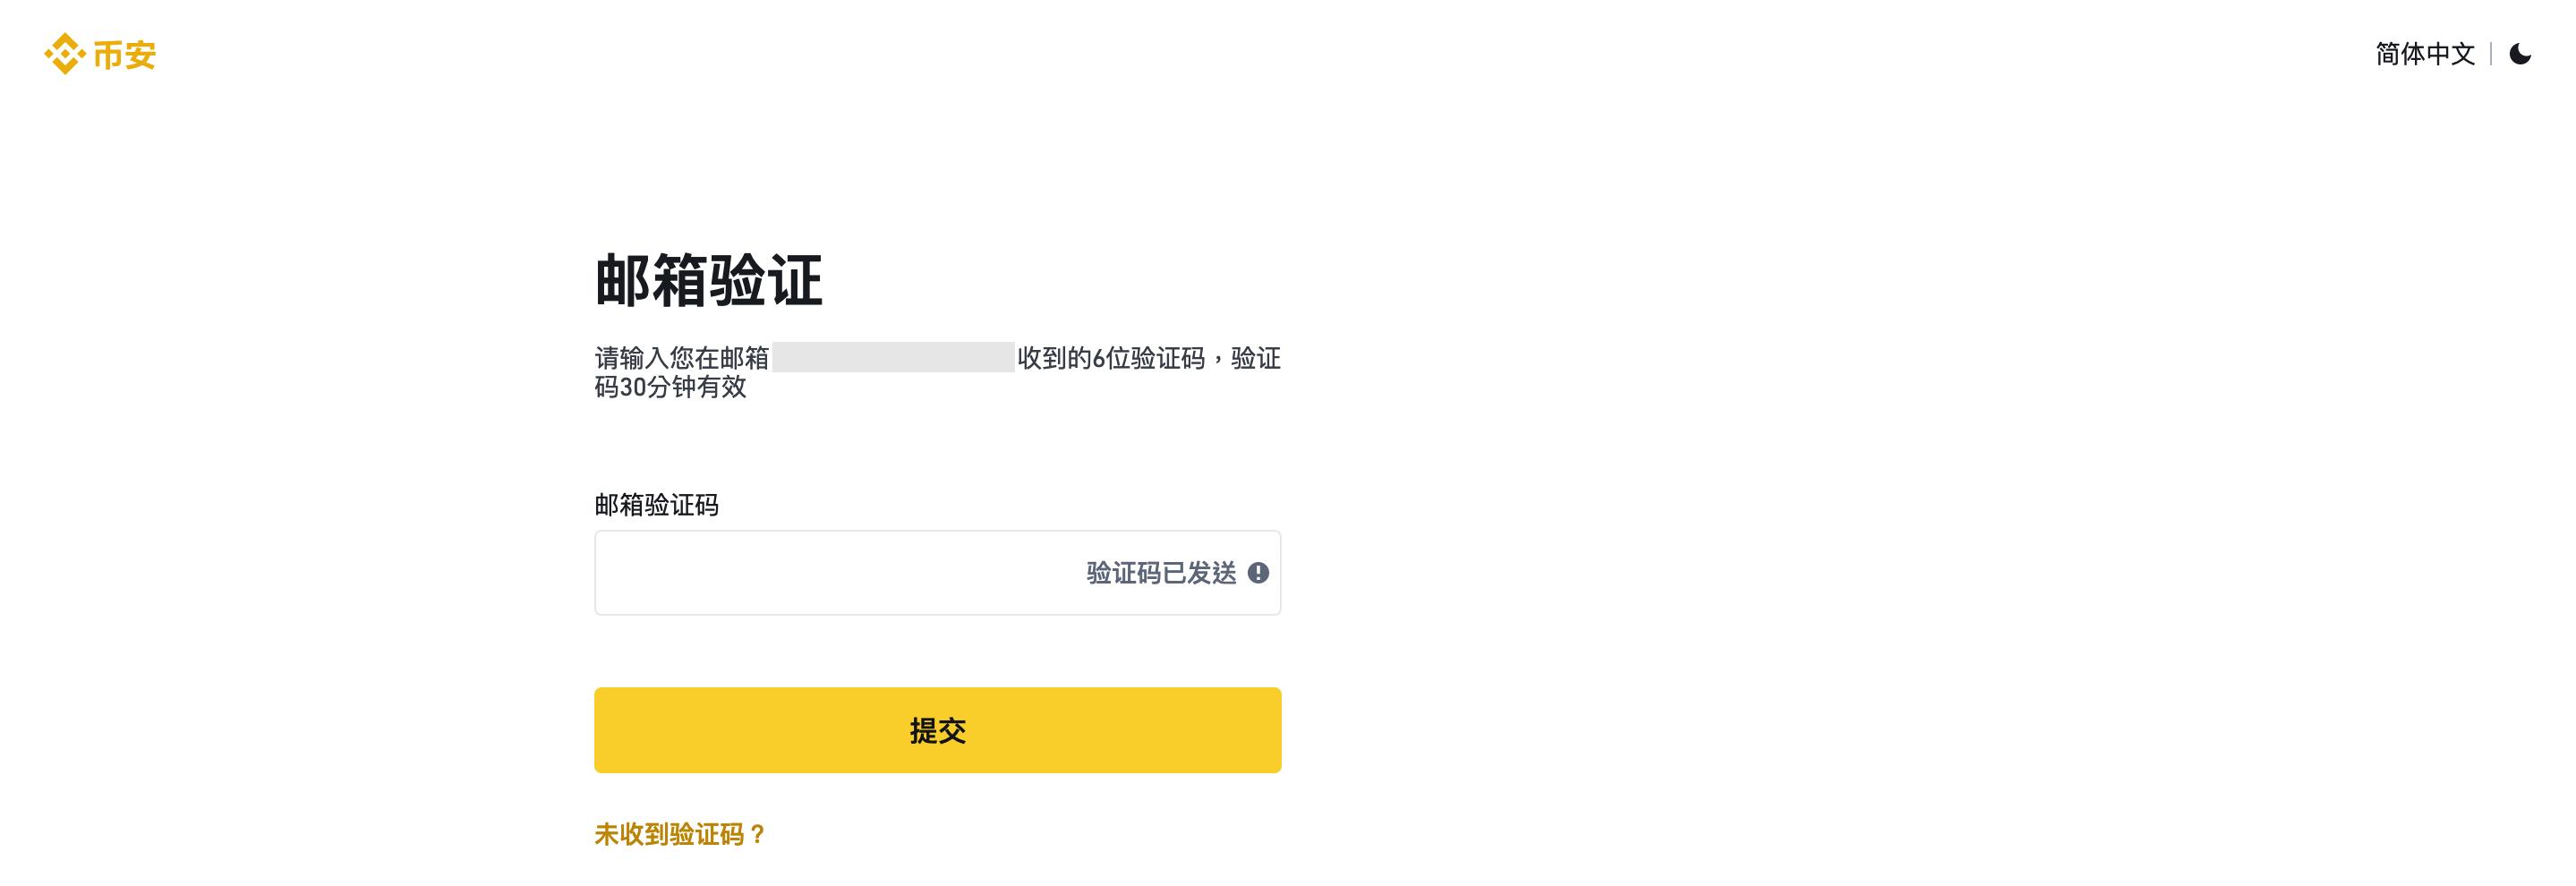 币安
简体中文
邮箱验证
请输入您在邮箱 收到的6位验证码，验证
码30分钟有效
邮箱验证码
验证码已发送
提交
未收到验证码？